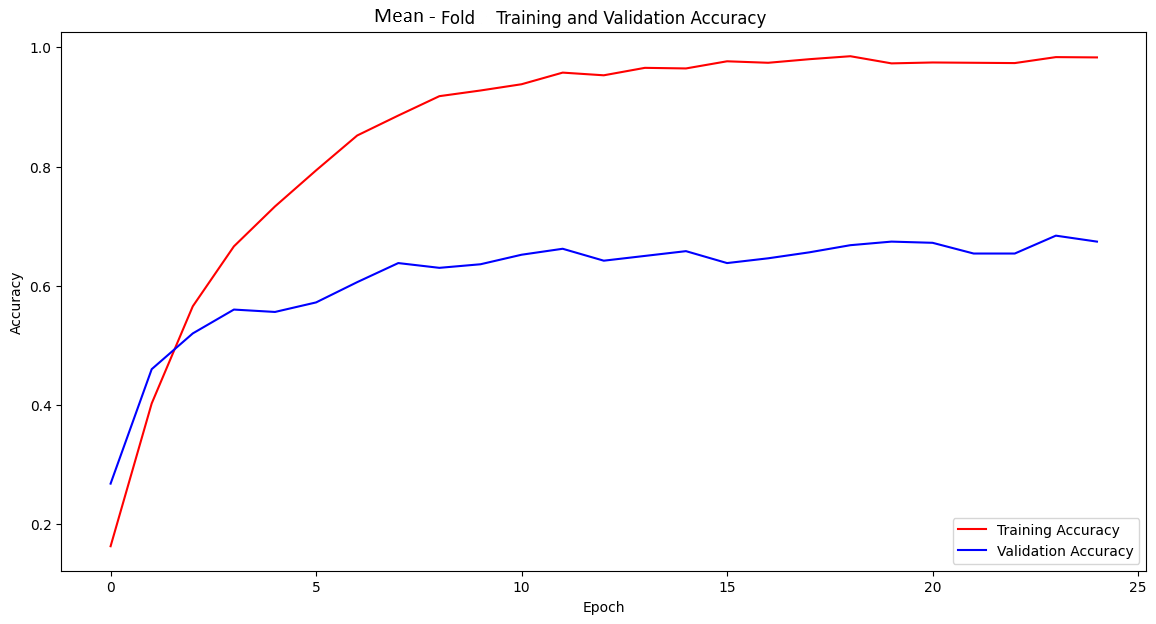 Mean - Fold Training and Validation Accuracy
1.0
0.8
0.6
0.4
0.2
Accuracy
0 5 10 15 20 25
Epoch
Training Accuracy
Validation Accuracy